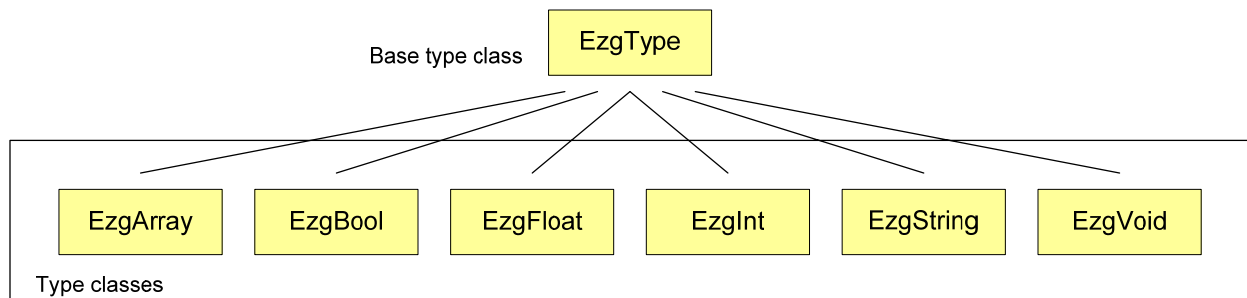 EzgType
Base type class
EzgArray
EzgBool
EzgFloat
EzgInt
EzgString
EzgVoid
Type classes